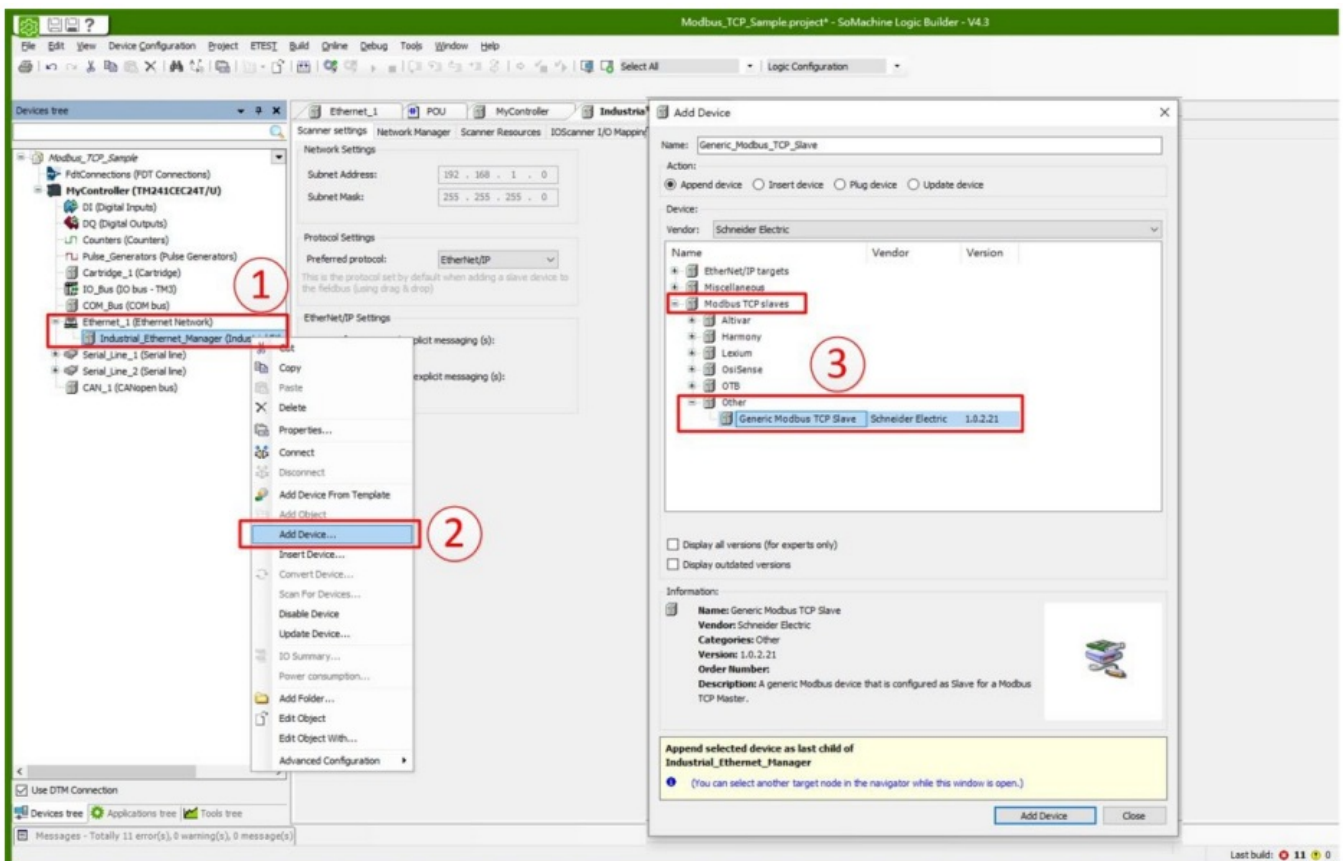 Modbus_TCP_Sample.project* - SoMachine Logic Builder - V4.3
File Edit View Device Configuration Project ETEST Build Online Debug Tools Window Help
Select All
Logic Configuration
Devices tree
Modbus_TCP_Sample
FdtConnections (FDT Connections)
MyController (TM241CEC24T/U)
DI (Digital Inputs)
DQ (Digital Outputs)
Counters (Counters)
Pulse_Generators (Pulse Generators)
Cartridge_1 (Cartridge)
IO_Bus (IO bus - TM3)
COM_Bus (COM bus)
Ethernet_1 (Ethernet Network)
Industrial_Ethernet_Manager (Indus
Serial_Line_1 (Serial line)
Serial_Line_2 (Serial line)
CAN_1 (CANopen bus)
1
Use DTM Connection
Devices tree Applications tree Tools tree
Messages - Totally 11 error(s), 0 warning(s), 0 message(s)
Cut
Copy
Paste
Delete
Properties...
Connect
Disconnect
Add Device From Template
Add Object
Add Device...
Insert Device...
Convert Device...
Scan For Devices...
Disable Device
Update Device...
IO Summary...
Power consumption...
Add Folder...
Edit Object
Edit Object With...
Advanced Configuration
2
Ethernet_1 POU MyController Industrial
Scanner settings Network Manager Scanner Resources IOScanner I/O Mapping
Network Settings
Subnet Address: 192 . 168 . 1 . 0
Subnet Mask: 255 . 255 . 255 . 0
Protocol Settings
Preferred protocol: EtherNet/IP
This is the protocol set by default when adding a slave device to
the fieldbus (using drag & drop)
EtherNet/IP Settings
plicit messaging (s):
explicit messaging (s):
Add Device
Name: Generic_Modbus_TCP_Slave
Action:
Append device Insert device Plug device Update device
Device:
Vendor: Schneider Electric
Name Vendor Version
EtherNet/IP targets
Miscellaneous
Modbus TCP slaves
Altivar
Harmony
Lexium
OsiSense
OTB
Other
Generic Modbus TCP Slave Schneider Electric 1.0.2.21
3
Display all versions (for experts only)
Display outdated versions
Information:
Name: Generic Modbus TCP Slave
Vendor: Schneider Electric
Categories: Other
Version: 1.0.2.21
Order Number:
Description: A generic Modbus device that is configured as Slave for a Modbus
TCP Master.
Append selected device as last child of
Industrial_Ethernet_Manager
(You can select another target node in the navigator while this window is open.)
Add Device Close
Last build: 11 0